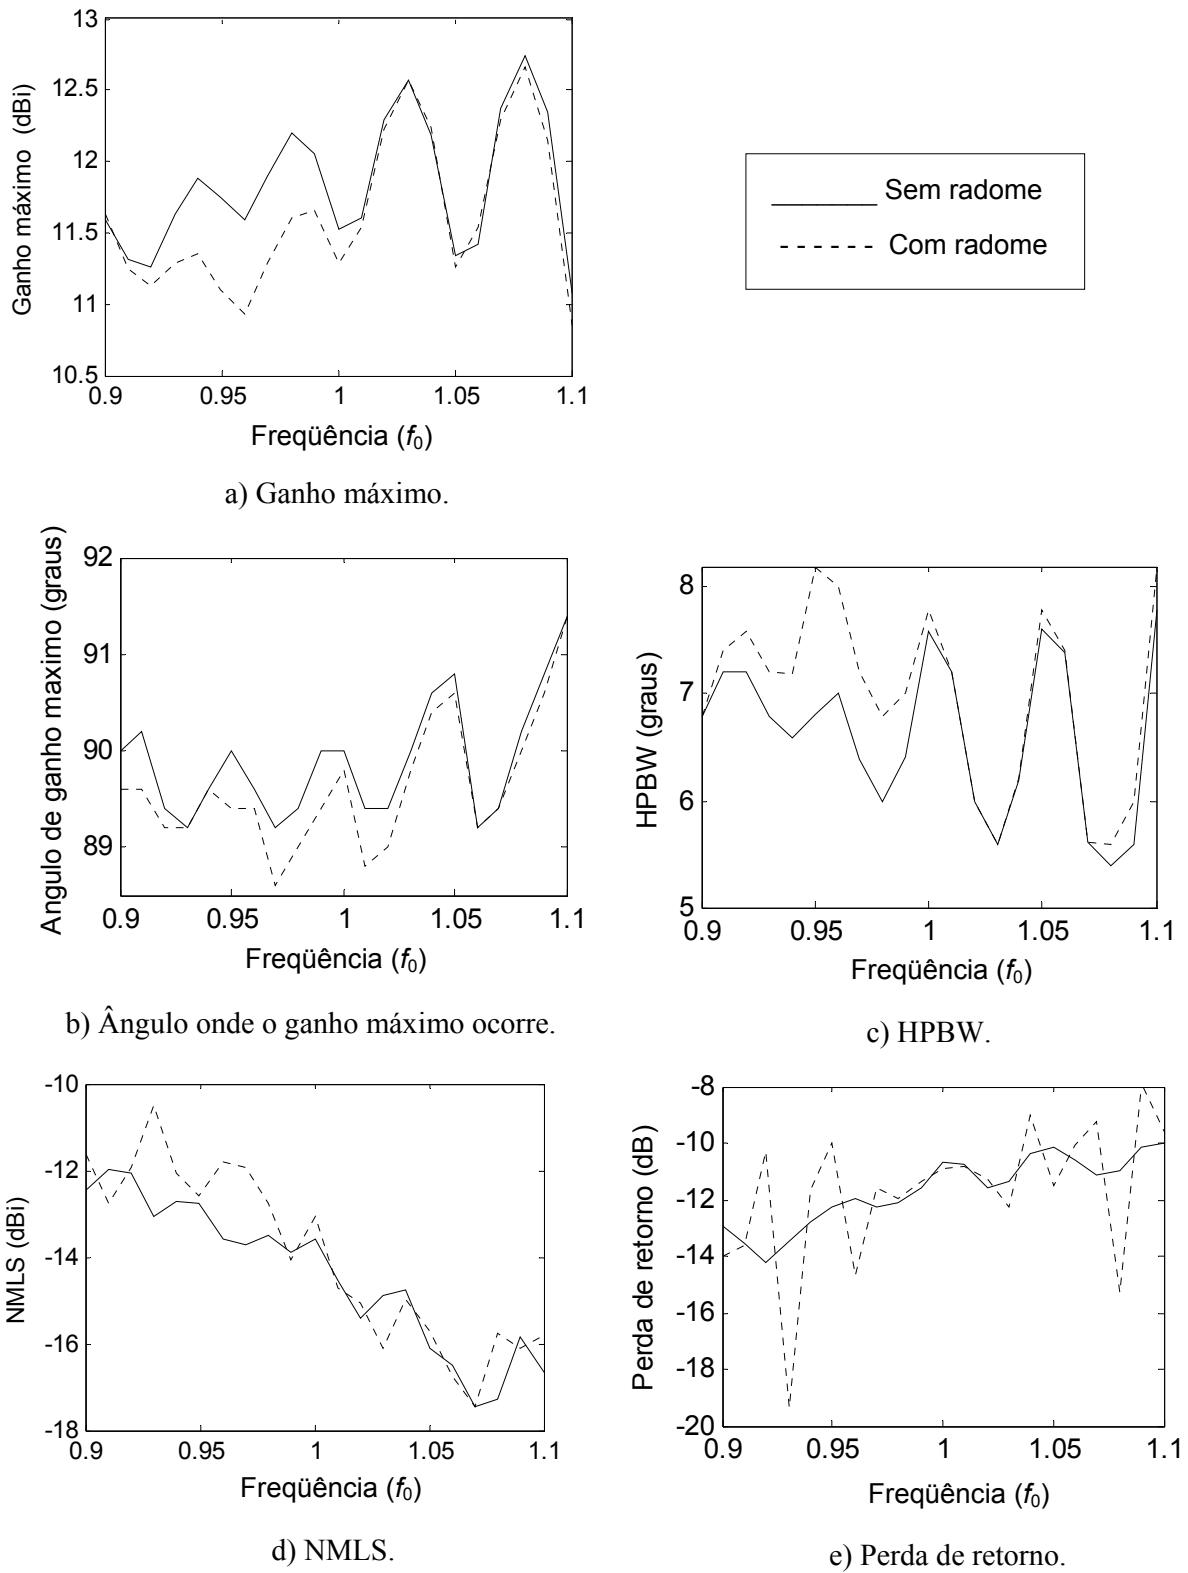 13
12.5
12
11.5
11
10.5
0.9 0.95 1 1.05 1.1
Ganho máximo (dBi)
Freqüência (f0)
Sem radome
Com radome
a) Ganho máximo.
92
91
90
89
0.9 0.95 1 1.05 1.1
Angulo de ganho maximo (graus)
Freqüência (f0)
b) Ângulo onde o ganho máximo ocorre.
8
7
6
5
0.9 0.95 1 1.05 1.1
HPBW (graus)
Freqüência (f0)
c) HPBW.
-10
-12
-14
-16
-18
0.9 0.95 1 1.05 1.1
NMLS (dBi)
Freqüência (f0)
d) NMLS.
-8
-10
-12
-14
-16
-18
-20
0.9 0.95 1 1.05 1.1
Perda de retorno (dB)
Freqüência (f0)
e) Perda de retorno.